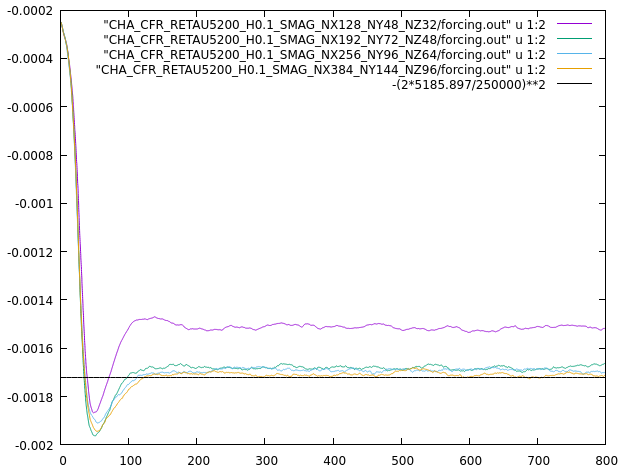 -0.0002
"CHA_CFR_RETAU5200_H0.1_SMAG_NX128_NY48_NZ32/forcing.out" u 1:2
"CHA_CFR_RETAU5200_H0.1_SMAG_NX192_NY72_NZ48/forcing.out" u 1:2
"CHA_CFR_RETAU5200_H0.1_SMAG_NX256_NY96_NZ64/forcing.out" u 1:2
"CHA_CFR_RETAU5200_H0.1_SMAG_NX384_NY144_NZ96/forcing.out" u 1:2
-(2*5185.897/250000)**2
-0.0004
-0.0006
-0.0008
-0.001
-0.0012
-0.0014
-0.0016
-0.0018
-0.002
0 100 200 300 400 500 600 700 800